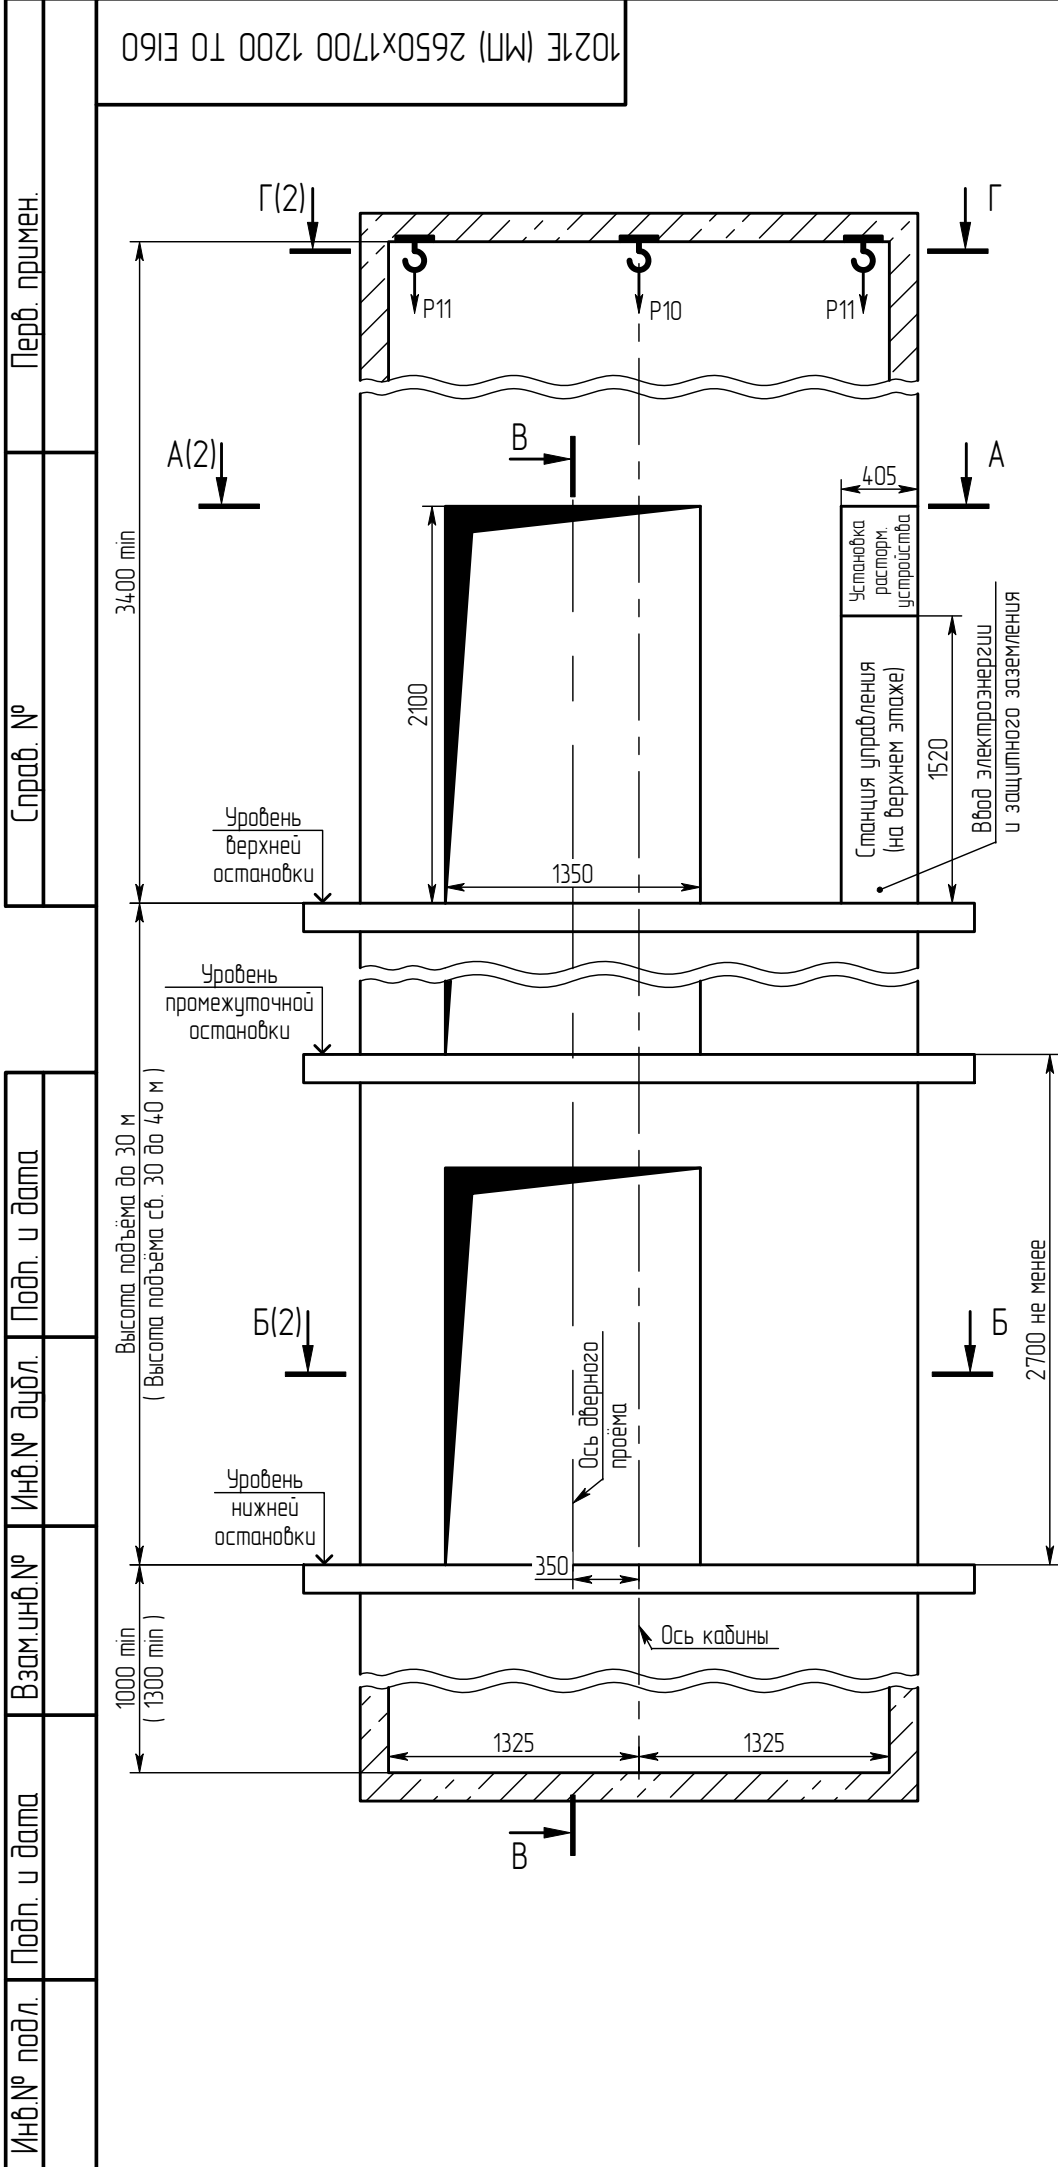 1021Е (МП) 2650х1700 1200 ТО EI60
Перв. примен.
Справ. №
Подп. и дата
Инв.№ дубл.
Взам.инв.№
Подп. и дата
Инв.№ подл.
Г(2)
Г
Р11
Р10
Р11
А(2)
В
А
405
Установка
расторм.
устройства
3400 min
2100
Станция управления
(на верхнем этаже)
1520
Ввод электроэнергии
и защитного заземления
Уровень
верхней
остановки
1350
Уровень
промежуточной
остановки
Высота подъёма до 30 м
( Высота подъёма св. 30 до 40 м )
Б(2)
Б
2700 не менее
Ось дверного
проёма
Уровень
нижней
остановки
350
1000 min
( 1300 min )
Ось кабины
1325
1325
В